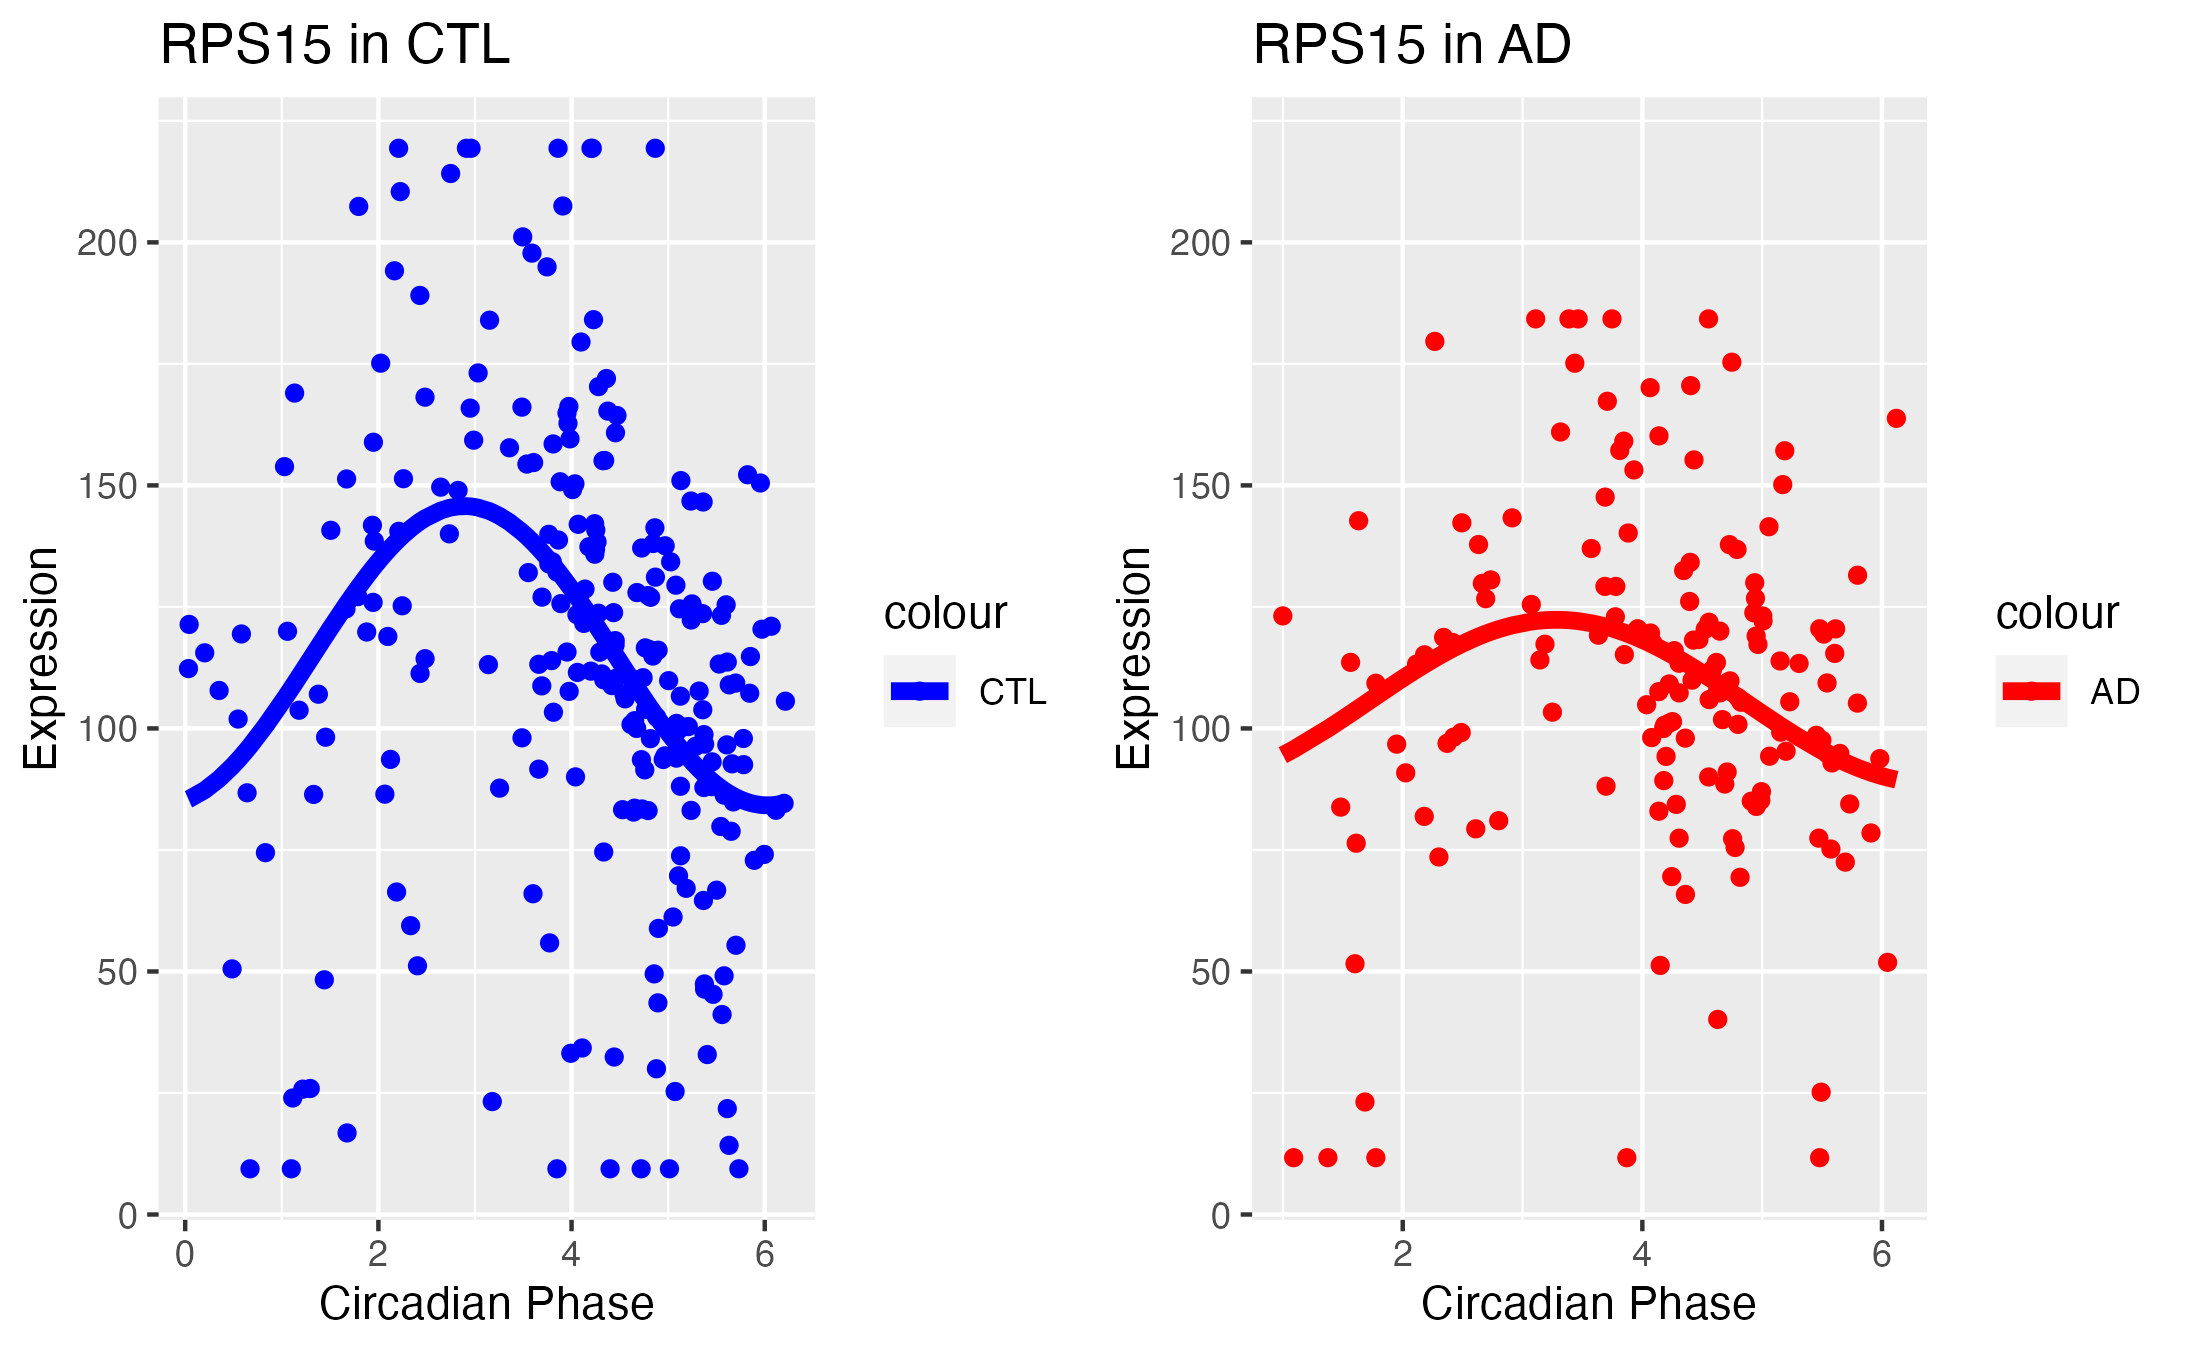 RPS15 in CTL
Expression
200
150
100
50
0
0 2 4 6
Circadian Phase
colour
CTL
RPS15 in AD
Expression
200
150
100
50
0
2 4 6
Circadian Phase
colour
AD